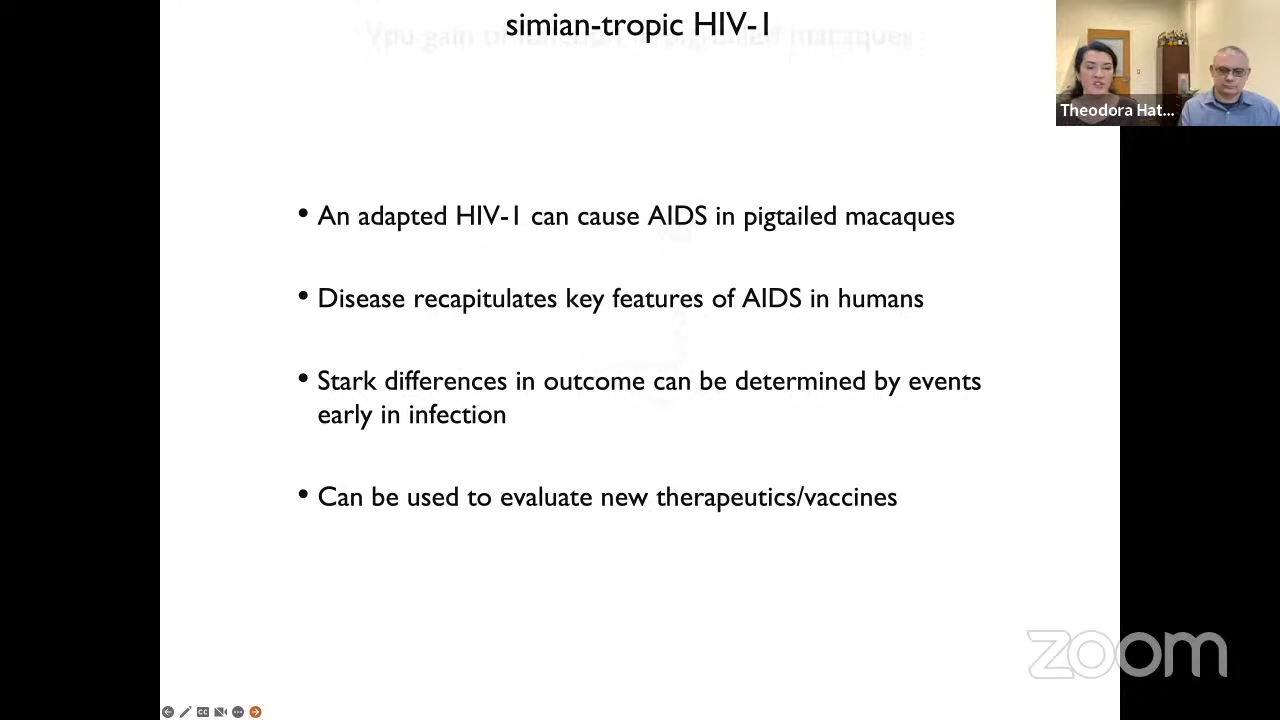 simian-tropic HIV-1
Vpu gain of function in pigtailed macaques
Theodora Hat...
• An adapted HIV-1 can cause AIDS in pigtailed macaques
• Disease recapitulates key features of AIDS in humans
• Stark differences in outcome can be determined by events
early in infection
• Can be used to evaluate new therapeutics/vaccines
zoom
CC